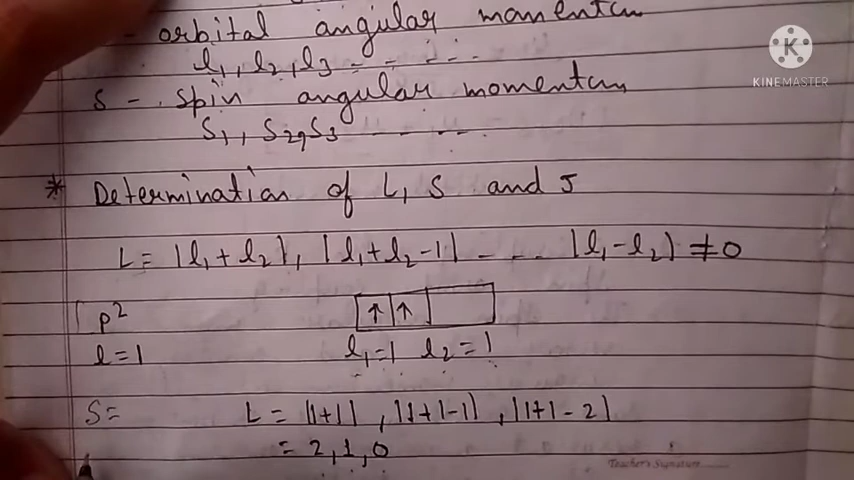 - orbital angular momentum
l₁, l₂, l₃ - - - - -
K
KINEMASTER
S - . Spin angular momentum
S₁, S₂, S₃ - - - -
* Determination of L, S and J
L = |l₁ + l₂|, |l₁ + l₂ - 1| - - - |l₁ - l₂| ≠ 0
p² ↑ ↑
l = 1 l₁ = 1 l₂ = 1
S = L = |1+1|, |1+1-1|, |1+1-2|
= 2, 1, 0
Teacher's Signature